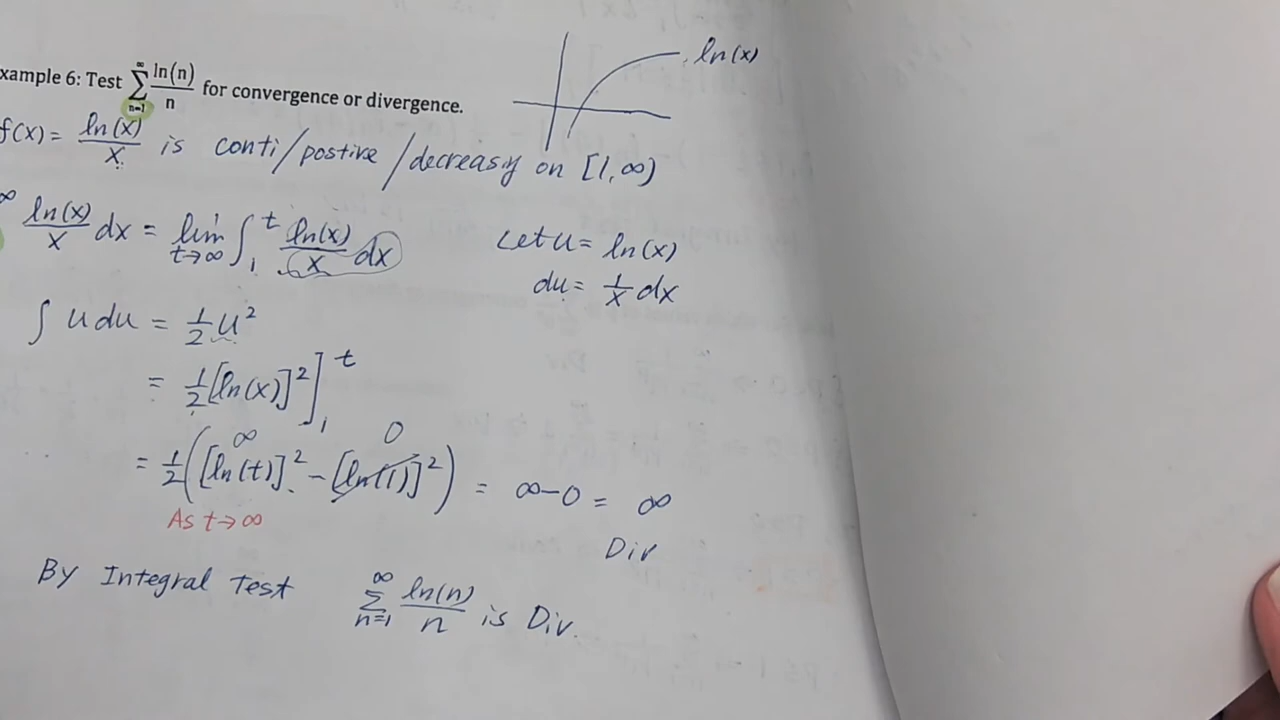 ln(x)
xample 6: Test ∑_{n=1}^{∞} ln(n)/n for convergence or divergence.
f(x) = ln(x)/x is conti/postive/decreasy on [1,∞)
∞ ln(x)/x dx = lim_{t→∞} ∫_1^t ln(x)/x dx
Let u = ln(x)
du = 1/x dx
∫ u du = 1/2 u²
= 1/2 [ln(x)]²]_1^t
∞ 0
= 1/2 ([ln(t)]² - [ln(1)]²) = ∞-0 = ∞
As t→∞
Div
By Integral Test ∑_{n=1}^{∞} ln(n)/n is Div.